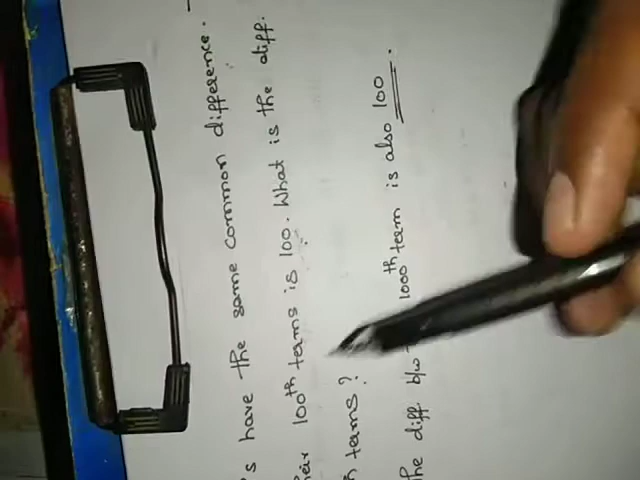 's have the same common difference.
100th terms is 100. What is the diff.
terms?
the diff. b/w 1000th term is also 100.